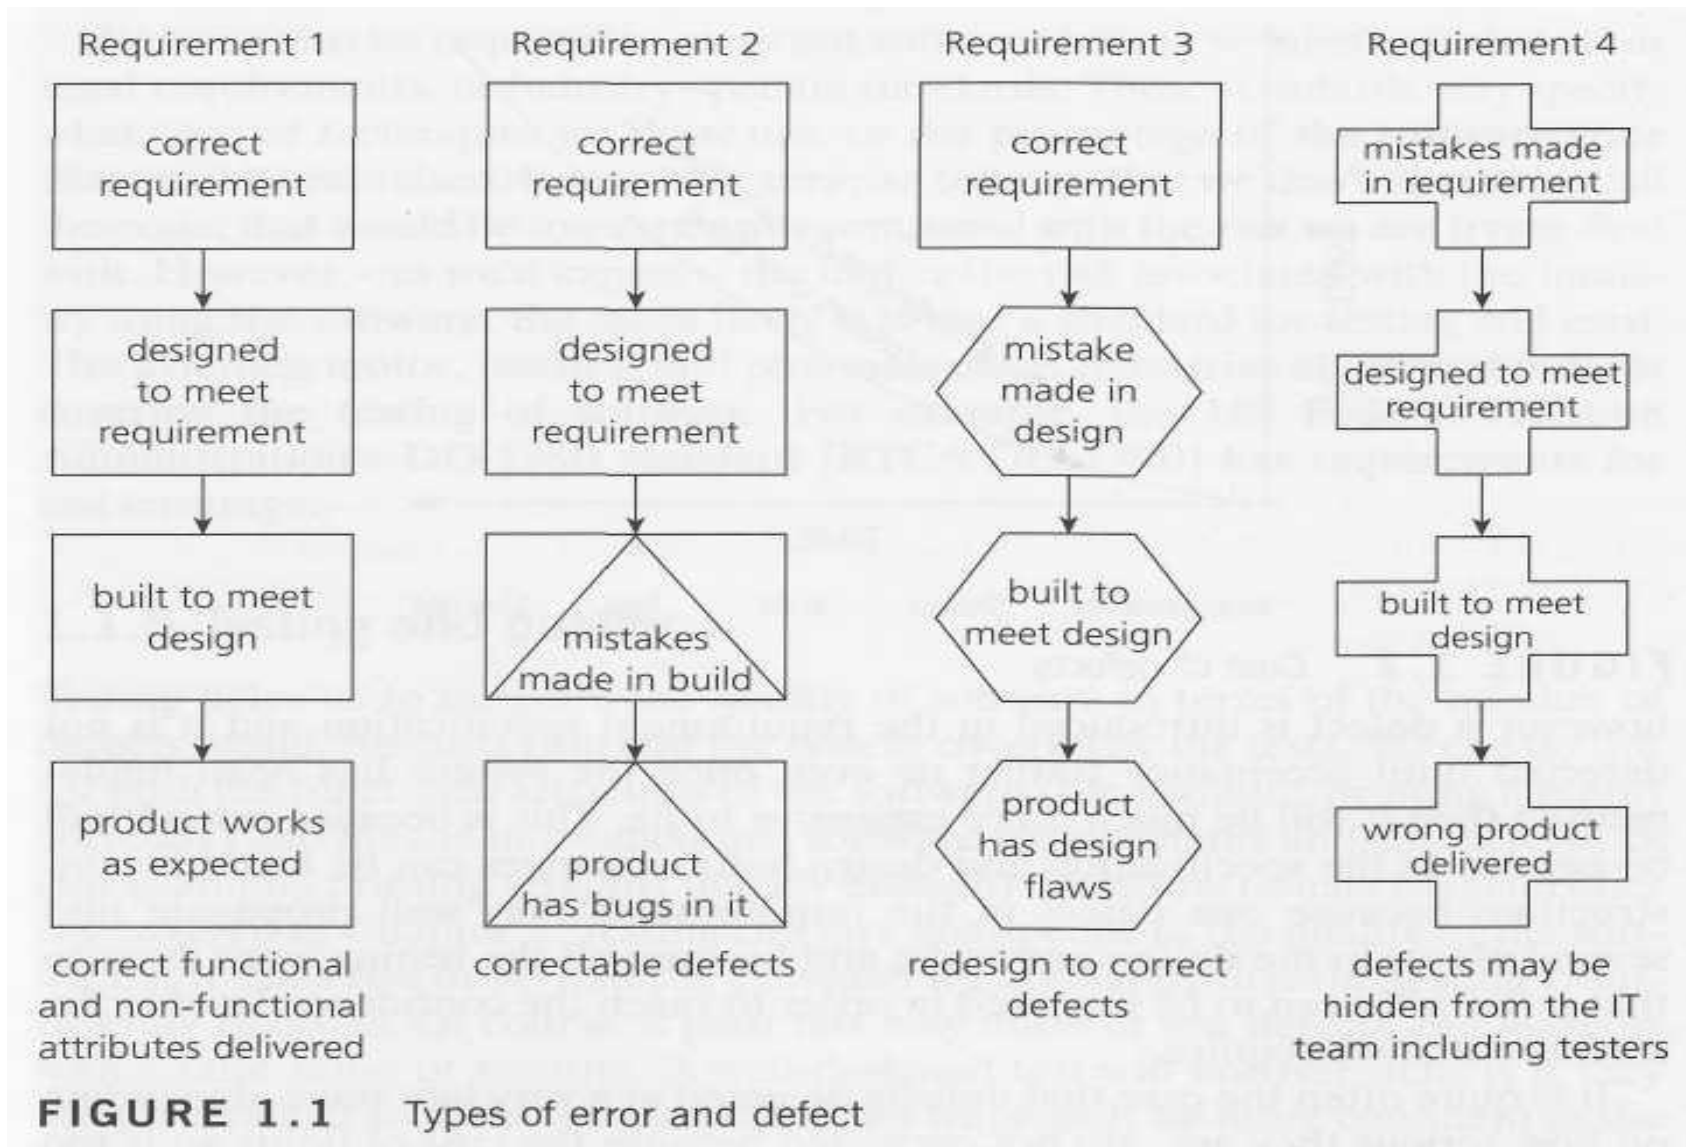 Requirement 1
correct
requirement
designed
to meet
requirement
built to meet
design
product works
as expected
correct functional
and non-functional
attributes delivered
Requirement 2
correct
requirement
designed
to meet
requirement
mistakes
made in build
product
has bugs in it
correctable defects
Requirement 3
correct
requirement
mistake
made in
design
built to
meet design
product
has design
flaws
redesign to correct
defects
Requirement 4
mistakes made
in requirement
designed to meet
requirement
built to meet
design
wrong product
delivered
defects may be
hidden from the IT
team including testers
FIGURE 1.1 Types of error and defect